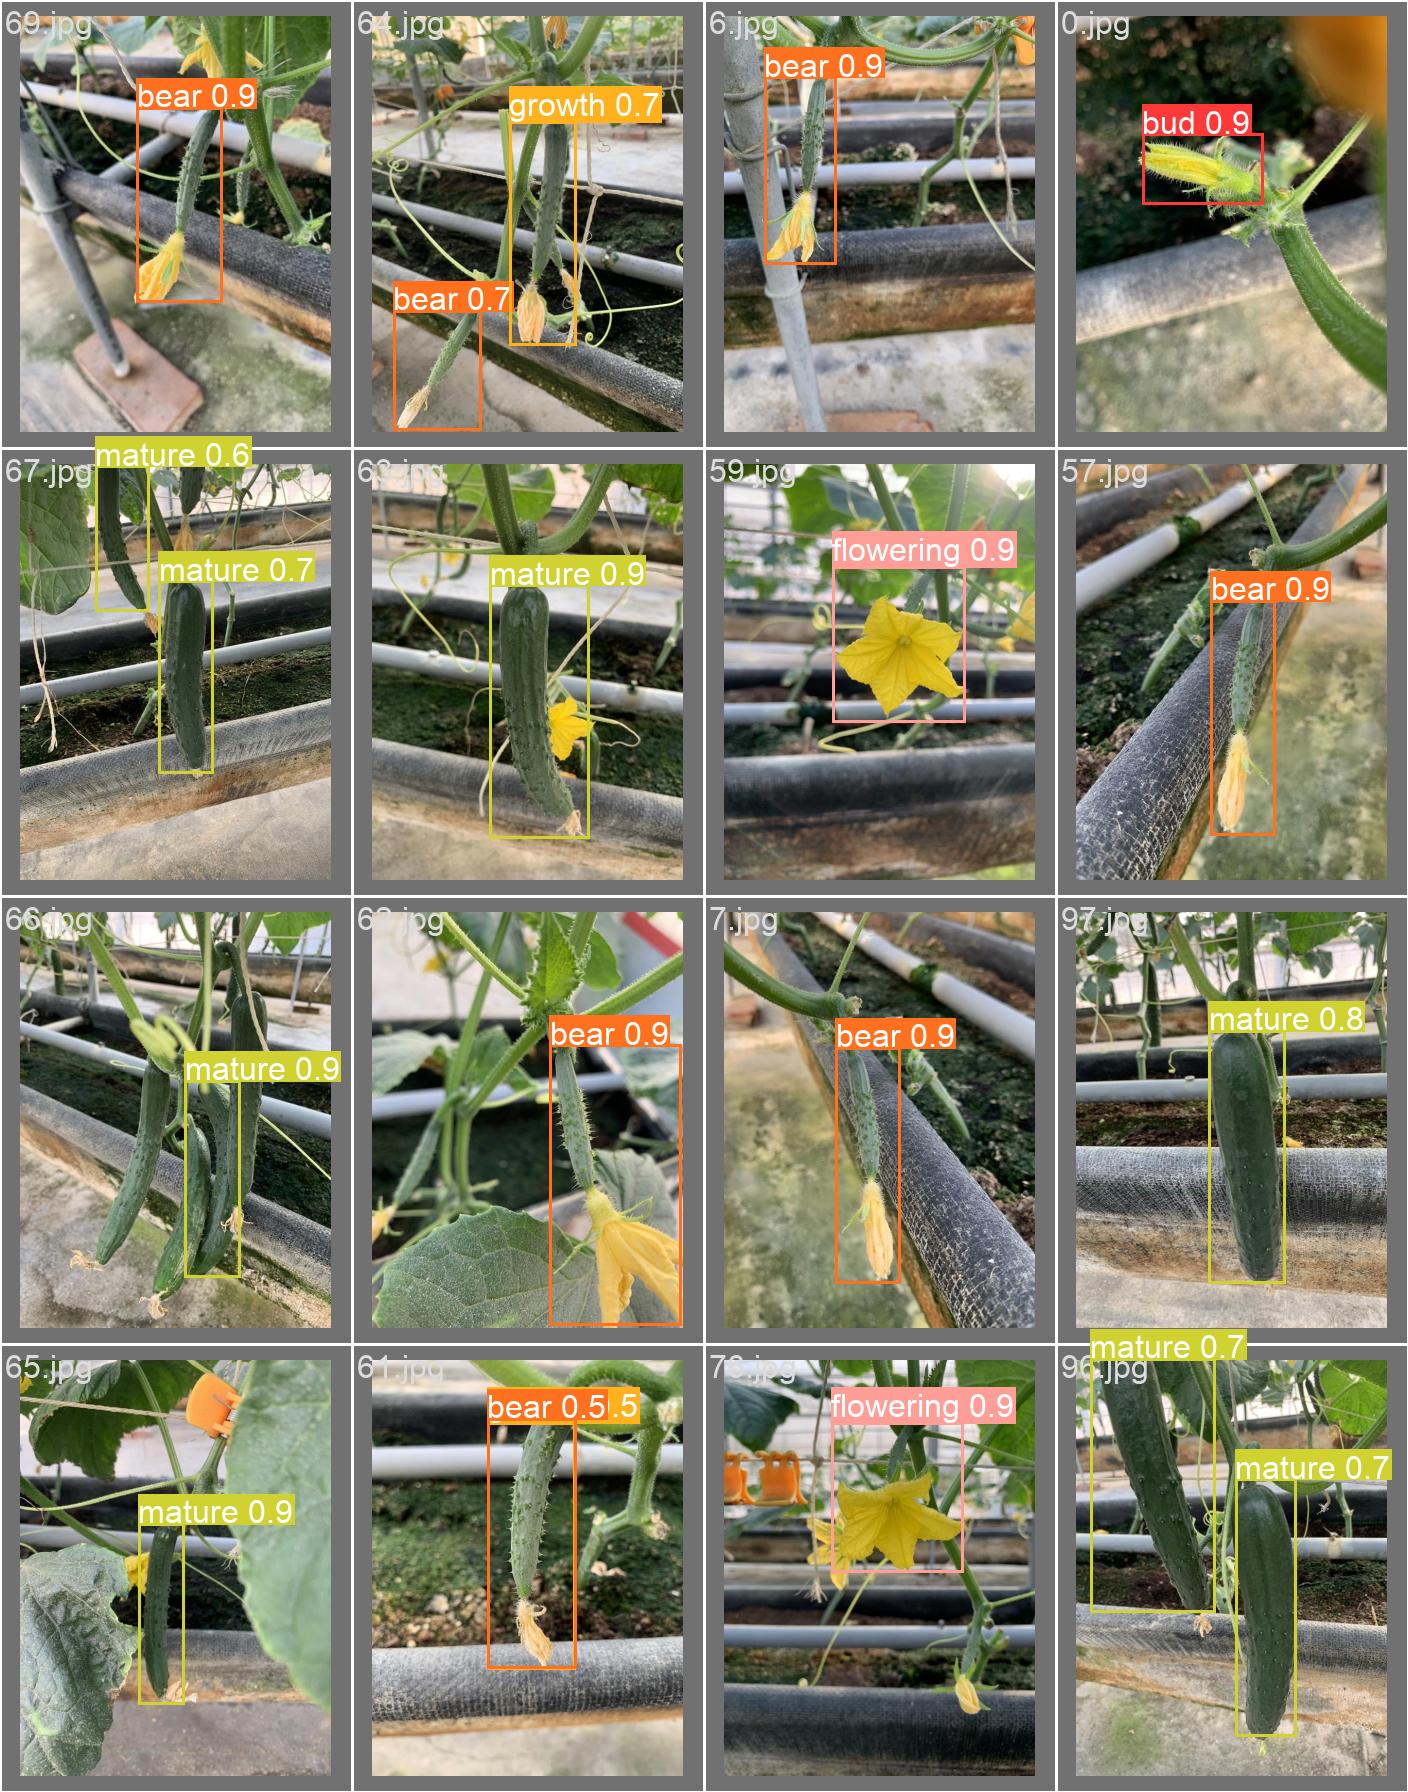 69.jpg
bear 0.9
64.jpg
growth 0.7
bear 0.7
6.jpg
bear 0.9
0.jpg
bud 0.9
67.jpg
mature 0.6
mature 0.7
63.jpg
mature 0.9
59.jpg
flowering 0.9
57.jpg
bear 0.9
66.jpg
mature 0.9
bear 0.9
7.jpg
bear 0.9
97.jpg
mature 0.8
65.jpg
mature 0.9
61.jpg
bear 0.5
.5
flowering 0.9
96.jpg
mature 0.7
mature 0.7